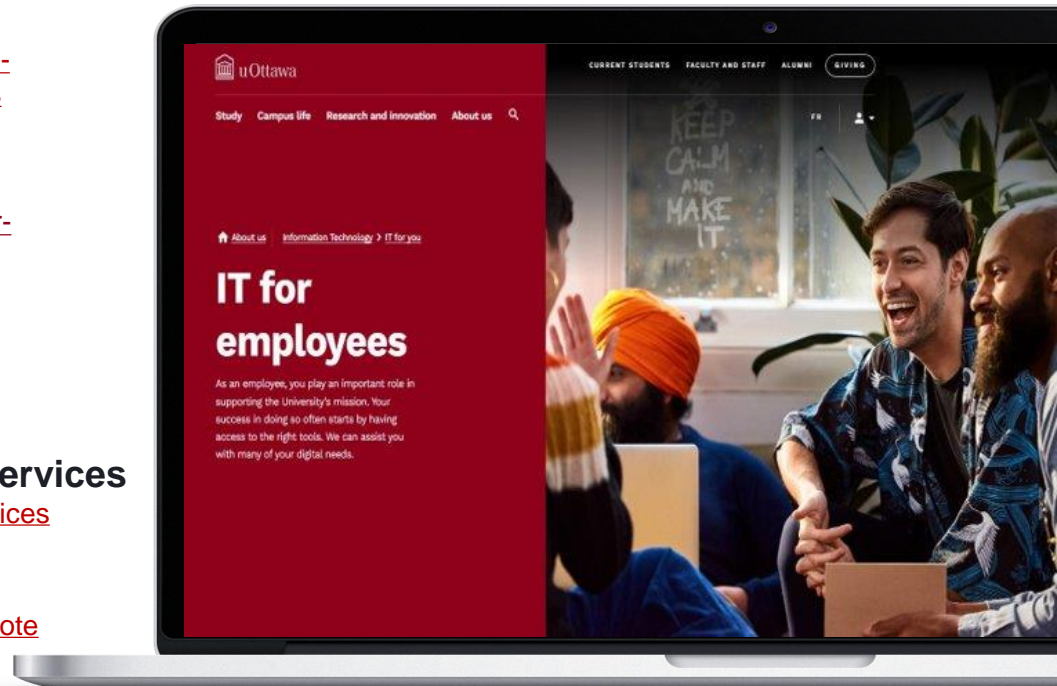 uOttawa
CURRENT STUDENTS FACULTY AND STAFF ALUMNI GIVING
Study Campus life Research and innovation About us
FR
KEEP
CALM
AND
MAKE
IT
About us Information Technology > IT for you
IT for
employees
As an employee, you play an important role in
supporting the University's mission. Your
success in doing so often starts by having
access to the right tools. We can assist you
with many of your digital needs.
ervices
ices
ote